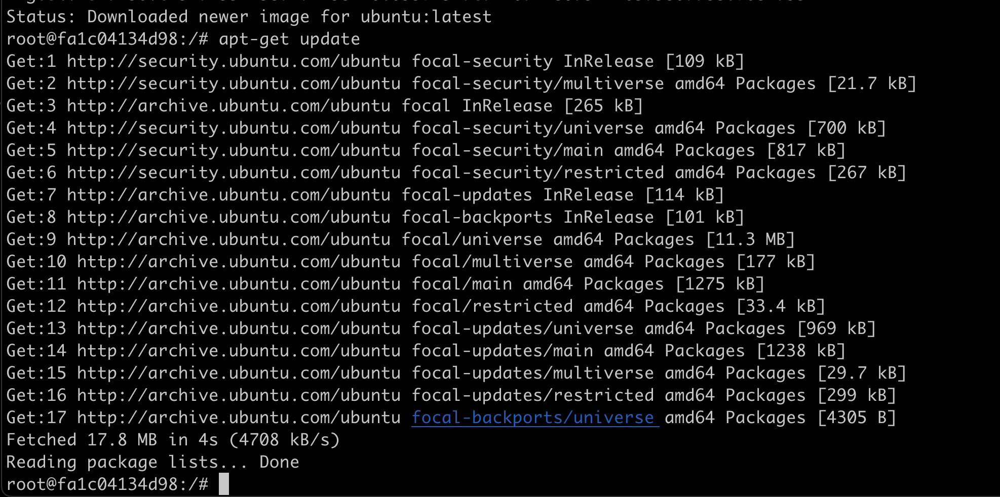 Status: Downloaded newer image for ubuntu:latest
root@fa1c04134d98:/# apt-get update
Get:1 http://security.ubuntu.com/ubuntu focal-security InRelease [109 kB]
Get:2 http://security.ubuntu.com/ubuntu focal-security/multiverse amd64 Packages [21.7 kB]
Get:3 http://archive.ubuntu.com/ubuntu focal InRelease [265 kB]
Get:4 http://security.ubuntu.com/ubuntu focal-security/universe amd64 Packages [700 kB]
Get:5 http://security.ubuntu.com/ubuntu focal-security/main amd64 Packages [817 kB]
Get:6 http://security.ubuntu.com/ubuntu focal-security/restricted amd64 Packages [267 kB]
Get:7 http://archive.ubuntu.com/ubuntu focal-updates InRelease [114 kB]
Get:8 http://archive.ubuntu.com/ubuntu focal-backports InRelease [101 kB]
Get:9 http://archive.ubuntu.com/ubuntu focal/universe amd64 Packages [11.3 MB]
Get:10 http://archive.ubuntu.com/ubuntu focal/multiverse amd64 Packages [177 kB]
Get:11 http://archive.ubuntu.com/ubuntu focal/main amd64 Packages [1275 kB]
Get:12 http://archive.ubuntu.com/ubuntu focal/restricted amd64 Packages [33.4 kB]
Get:13 http://archive.ubuntu.com/ubuntu focal-updates/universe amd64 Packages [969 kB]
Get:14 http://archive.ubuntu.com/ubuntu focal-updates/main amd64 Packages [1238 kB]
Get:15 http://archive.ubuntu.com/ubuntu focal-updates/multiverse amd64 Packages [29.7 kB]
Get:16 http://archive.ubuntu.com/ubuntu focal-updates/restricted amd64 Packages [299 kB]
Get:17 http://archive.ubuntu.com/ubuntu focal-backports/universe amd64 Packages [4305 B]
Fetched 17.8 MB in 4s (4708 kB/s)
Reading package lists... Done
root@fa1c04134d98:/#